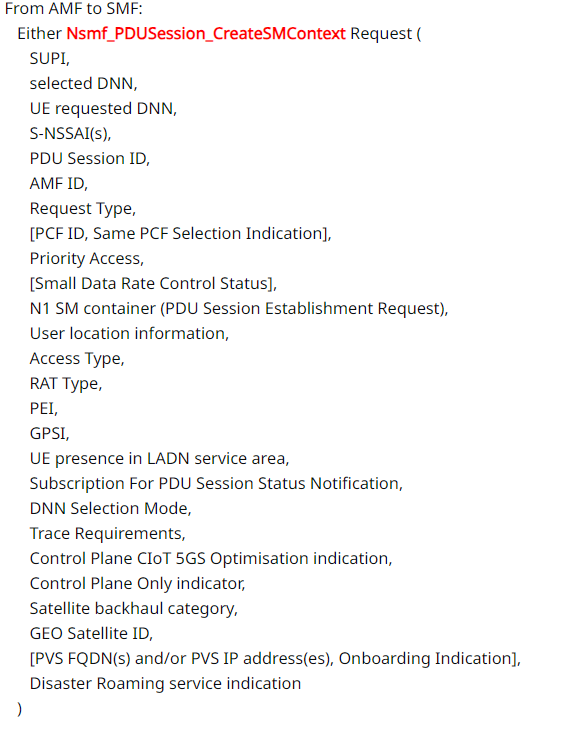 From AMF to SMF:
Either Nsmf_PDUSession_CreateSMContext Request (
SUPI,
selected DNN,
UE requested DNN,
S-NSSAI(s),
PDU Session ID,
AMF ID,
Request Type,
[PCF ID, Same PCF Selection Indication],
Priority Access,
[Small Data Rate Control Status],
N1 SM container (PDU Session Establishment Request),
User location information,
Access Type,
RAT Type,
PEI,
GPSI,
UE presence in LADN service area,
Subscription For PDU Session Status Notification,
DNN Selection Mode,
Trace Requirements,
Control Plane CIoT 5GS Optimisation indication,
Control Plane Only indicator,
Satellite backhaul category,
GEO Satellite ID,
[PVS FQDN(s) and/or PVS IP address(es), Onboarding Indication],
Disaster Roaming service indication
)